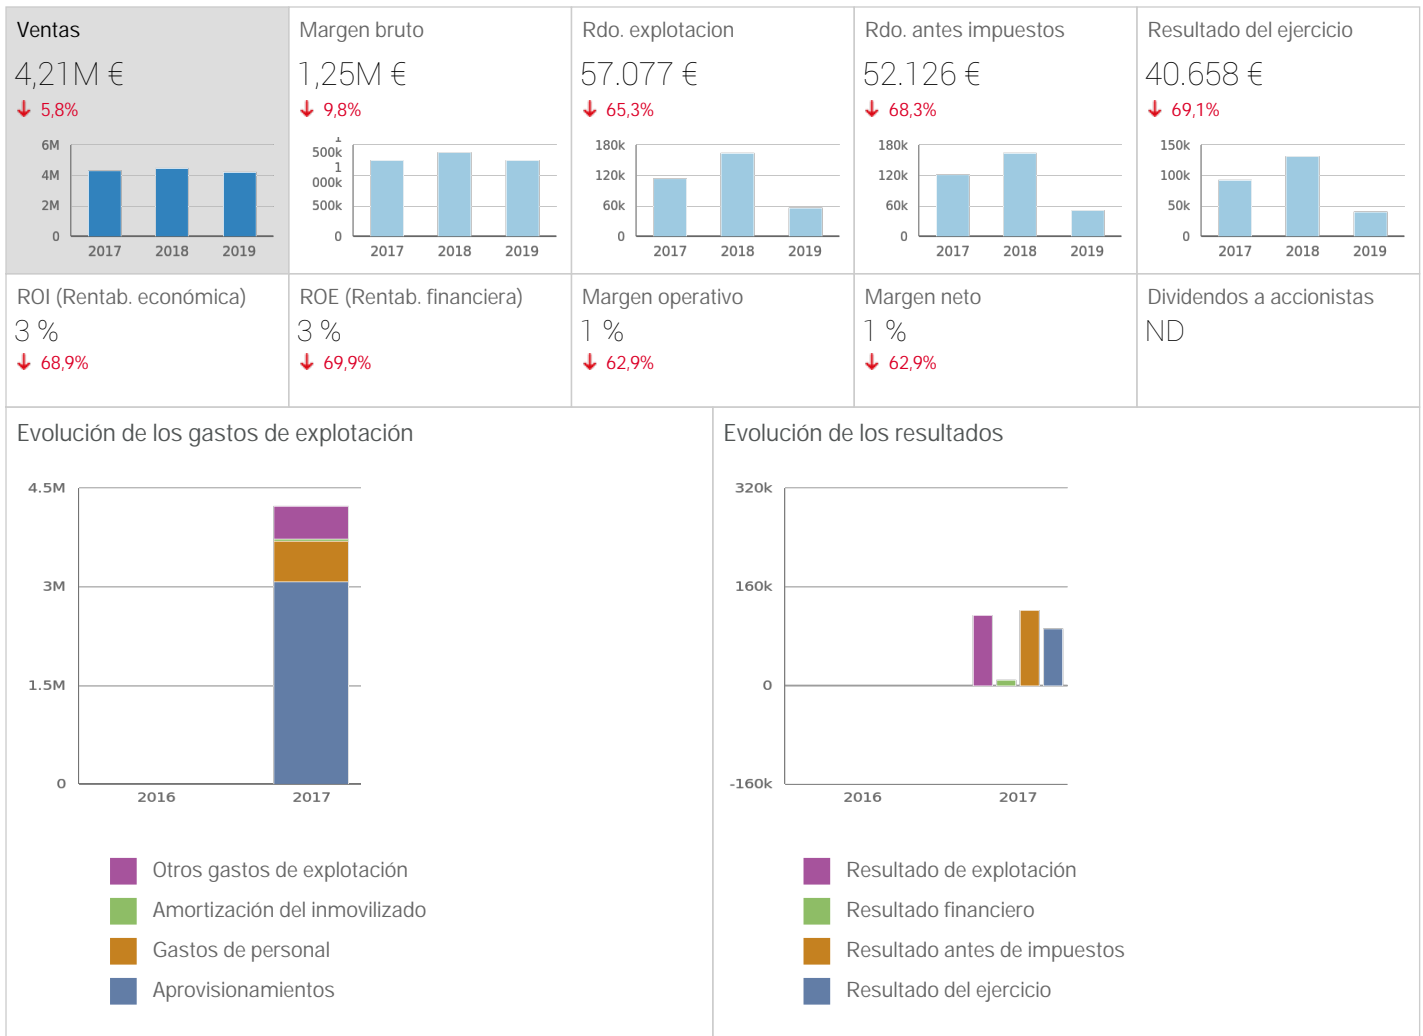 Ventas
4,21M €
5,8%
6M
4M
2M
0
2017 2018 2019
Margen bruto
1,25M €
9,8%
1
500k
1
000k
500k
0
2017 2018 2019
Rdo. explotacion
57.077 €
65,3%
180k
120k
60k
0
2017 2018 2019
Rdo. antes impuestos
52.126 €
68,3%
180k
120k
60k
0
2017 2018 2019
Resultado del ejercicio
40.658 €
69,1%
150k
100k
50k
0
2017 2018 2019
ROI (Rentab. económica)
3 %
68,9%
ROE (Rentab. financiera)
3 %
69,9%
Margen operativo
1 %
62,9%
Margen neto
1 %
62,9%
Dividendos a accionistas
ND
Evolución de los gastos de explotación
4.5M
3M
1.5M
0
2016 2017
Otros gastos de explotación
Amortización del inmovilizado
Gastos de personal
Aprovisionamientos
Evolución de los resultados
320k
160k
0
-160k
2016 2017
Resultado de explotación
Resultado financiero
Resultado antes de impuestos
Resultado del ejercicio